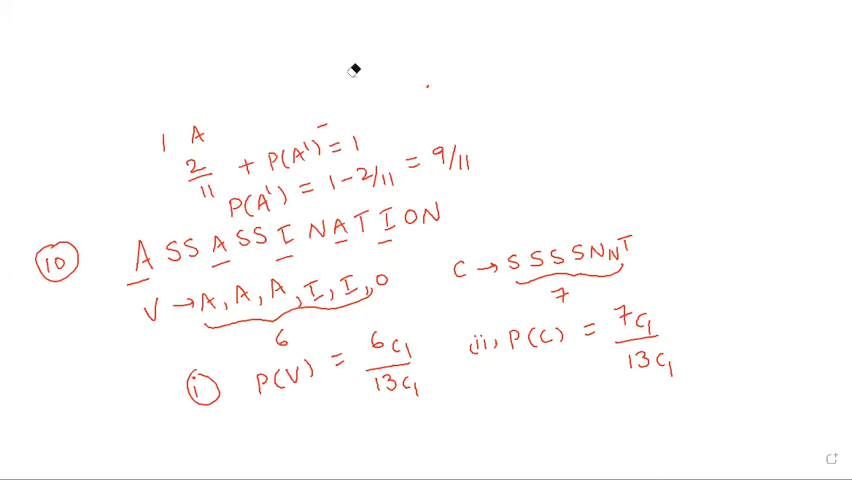 1 A
2/11 + P(A') = 1
P(A') = 1 - 2/11 = 9/11
10 ASSASSINATION
V → A, A, A, I, I, O
6
C → S S S S N N T
7
i P(V) = 6C1/13C1
(ii, P(C) = 7C1/13C1